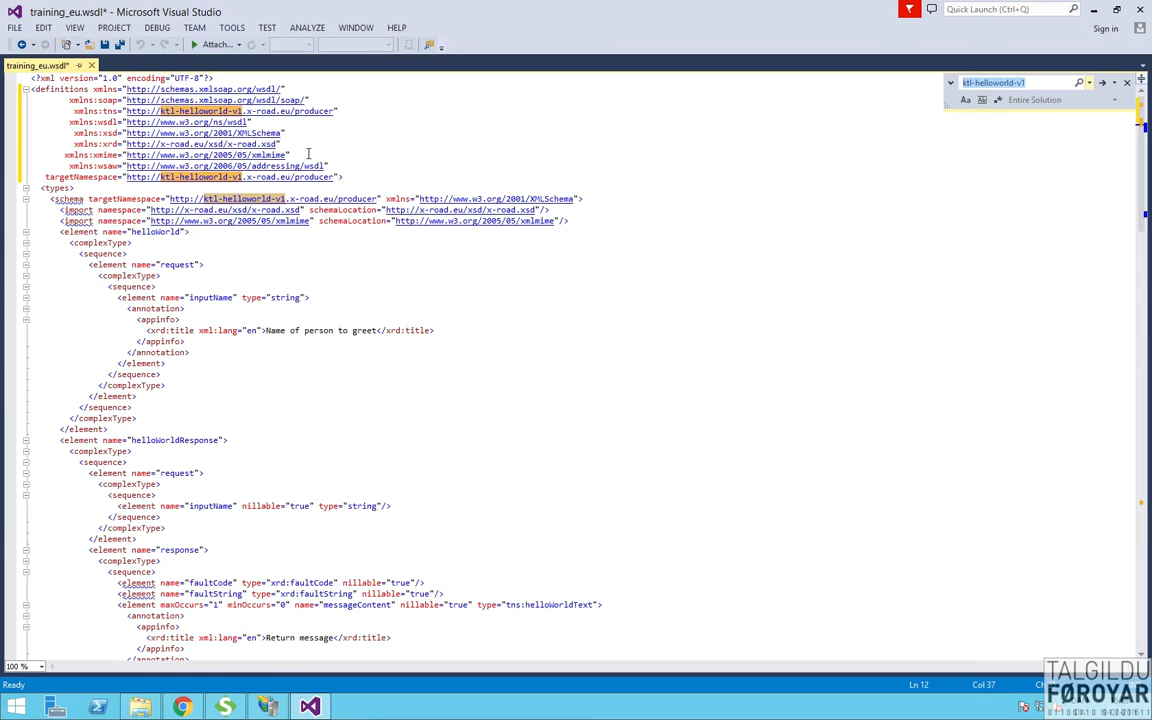 training_eu.wsdl* - Microsoft Visual Studio
Quick Launch (Ctrl+Q)
FILE EDIT VIEW PROJECT DEBUG TEAM TOOLS TEST ANALYZE WINDOW HELP
Sign in
Attach...
training_eu.wsdl*
<?xml version="1.0" encoding="UTF-8"?>
ktl-helloworld-v1
<definitions xmlns="http://schemas.xmlsoap.org/wsdl/"
xmlns:soap="http://schemas.xmlsoap.org/wsdl/soap/"
Aa Entire Solution
xmlns:tns="http://ktl-helloworld-v1.x-road.eu/producer"
xmlns:wsdl="http://www.w3.org/ns/wsdl"
xmlns:xsd="http://www.w3.org/2001/XMLSchema"
xmlns:xrd="http://x-road.eu/xsd/x-road.xsd"
xmlns:xmime="http://www.w3.org/2005/05/xmlmime"
xmlns:wsaw="http://www.w3.org/2006/05/addressing/wsdl"
targetNamespace="http://ktl-helloworld-v1.x-road.eu/producer">
<types>
<schema targetNamespace="http://ktl-helloworld-v1.x-road.eu/producer" xmlns="http://www.w3.org/2001/XMLSchema">
<import namespace="http://x-road.eu/xsd/x-road.xsd" schemaLocation="http://x-road.eu/xsd/x-road.xsd"/>
<import namespace="http://www.w3.org/2005/05/xmlmime" schemaLocation="http://www.w3.org/2005/05/xmlmime"/>
<element name="helloWorld">
<complexType>
<sequence>
<element name="request">
<complexType>
<sequence>
<element name="inputName" type="string">
<annotation>
<appinfo>
<xrd:title xml:lang="en">Name of person to greet</xrd:title>
</appinfo>
</annotation>
</element>
</sequence>
</complexType>
</element>
</sequence>
</complexType>
</element>
<element name="helloWorldResponse">
<complexType>
<sequence>
<element name="request">
<complexType>
<sequence>
<element name="inputName" nillable="true" type="string"/>
</sequence>
</complexType>
</element>
<element name="response">
<complexType>
<sequence>
<element name="faultCode" type="xrd:faultCode" nillable="true"/>
<element name="faultString" type="xrd:faultString" nillable="true"/>
<element maxOccurs="1" minOccurs="0" name="messageContent" nillable="true" type="tns:helloWorldText">
<annotation>
<appinfo>
<xrd:title xml:lang="en">Return message</xrd:title>
</appinfo>
</annotation>
100 %
Ready Ln 12 Col 37
TALGILDU
FØROYAR